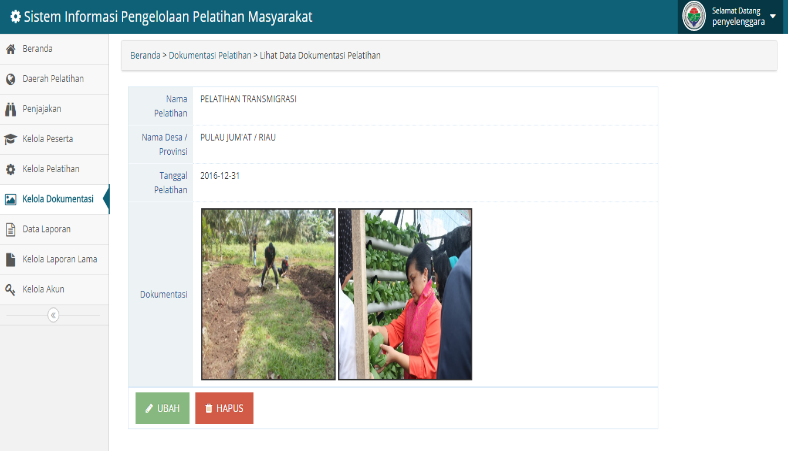 Sistem Informasi Pengelolaan Pelatihan Masyarakat
Selamat Datang
penyelenggara
Beranda
Daerah Pelatihan
Penjajakan
Kelola Peserta
Kelola Pelatihan
Kelola Dokumentasi
Data Laporan
Kelola Laporan Lama
Kelola Akun
Beranda > Dokumentasi Pelatihan > Lihat Data Dokumentasi Pelatihan
Nama
Pelatihan
PELATIHAN TRANSMIGRASI
Nama Desa /
Provinsi
PULAU JUM'AT / RIAU
Tanggal
Pelatihan
2016-12-31
Dokumentasi
UBAH
HAPUS